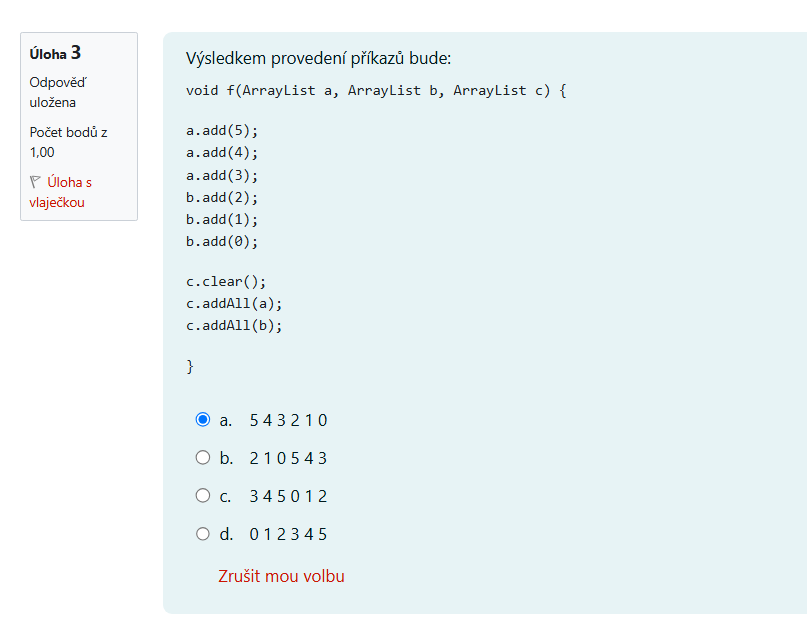 Úloha 3
Odpověď
uložena
Počet bodů z
1,00
Úloha s
vlaječkou
Výsledkem provedení příkazů bude:
void f(ArrayList a, ArrayList b, ArrayList c) {
a.add(5);
a.add(4);
a.add(3);
b.add(2);
b.add(1);
b.add(0);
c.clear();
c.addAll(a);
c.addAll(b);
}
a. 5 4 3 2 1 0
b. 2 1 0 5 4 3
c. 3 4 5 0 1 2
d. 0 1 2 3 4 5
Zrušit mou volbu